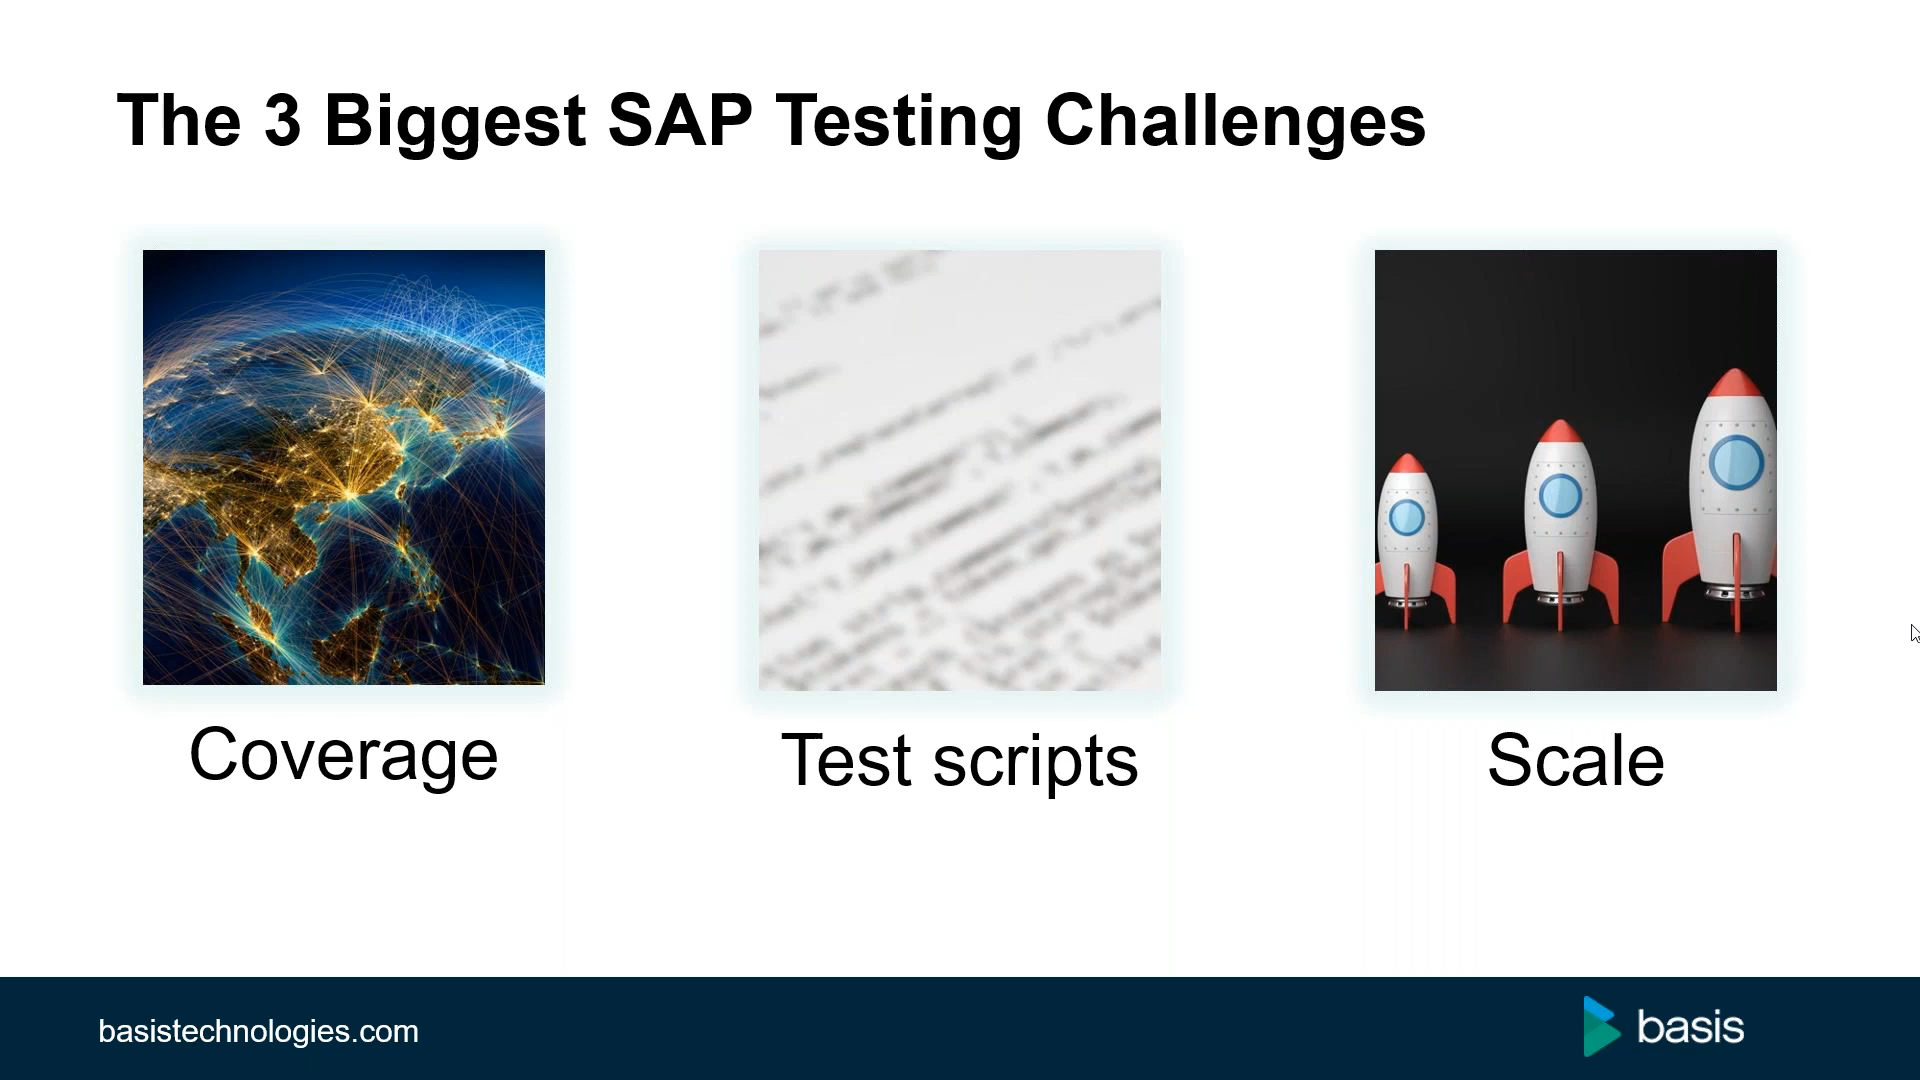 The 3 Biggest SAP Testing Challenges
Coverage
Test scripts
Scale
basistechnologies.com
basis